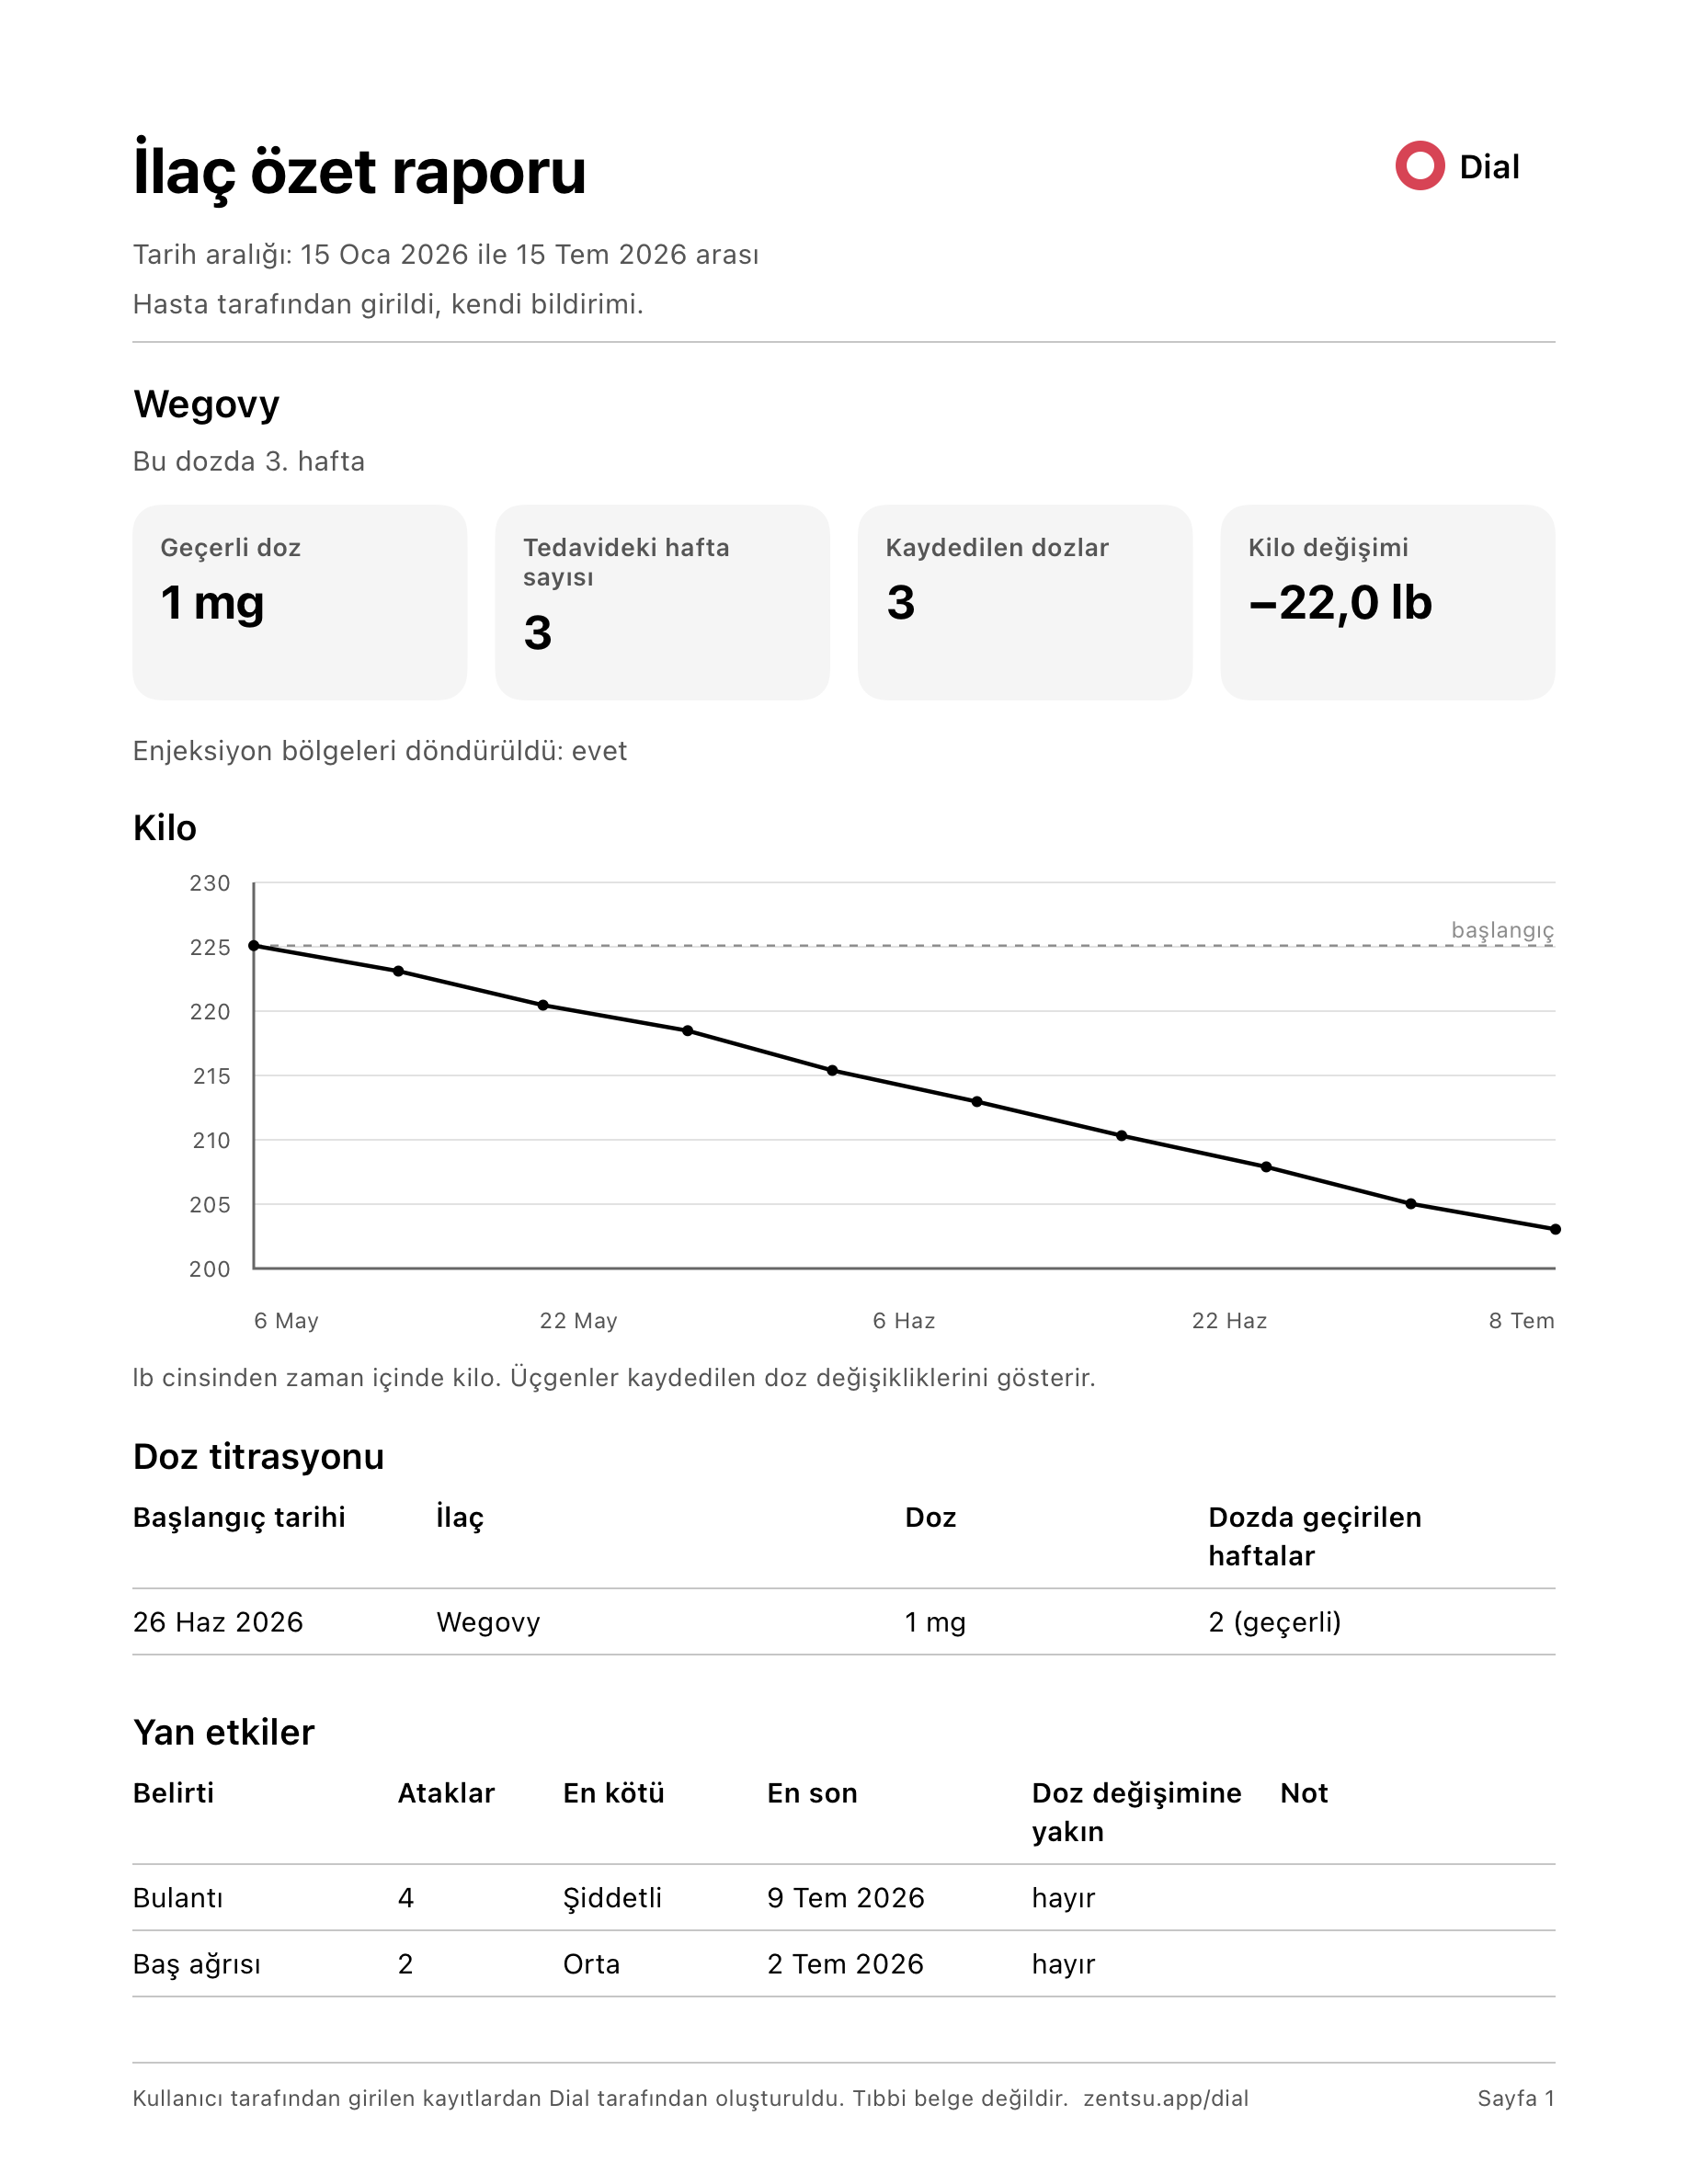 İlaç özet raporu
Dial
Tarih aralığı: 15 Oca 2026 ile 15 Tem 2026 arası
Hasta tarafından girildi, kendi bildirimi.
Wegovy
Bu dozda 3. hafta
Geçerli doz
1 mg
Tedavideki hafta
sayısı
3
Kaydedilen dozlar
3
Kilo değişimi
−22,0 lb
Enjeksiyon bölgeleri döndürüldü: evet
Kilo
230
başlangıç
225
220
215
210
205
200
6 May 22 May 6 Haz 22 Haz 8 Tem
lb cinsinden zaman içinde kilo. Üçgenler kaydedilen doz değişikliklerini gösterir.
Doz titrasyonu
Başlangıç tarihi İlaç Doz Dozda geçirilen
haftalar
26 Haz 2026 Wegovy 1 mg 2 (geçerli)
Yan etkiler
Belirti Ataklar En kötü En son Doz değişimine Not
yakın
Bulantı 4 Şiddetli 9 Tem 2026 hayır
Baş ağrısı 2 Orta 2 Tem 2026 hayır
Kullanıcı tarafından girilen kayıtlardan Dial tarafından oluşturuldu. Tıbbi belge değildir. zentsu.app/dial Sayfa 1